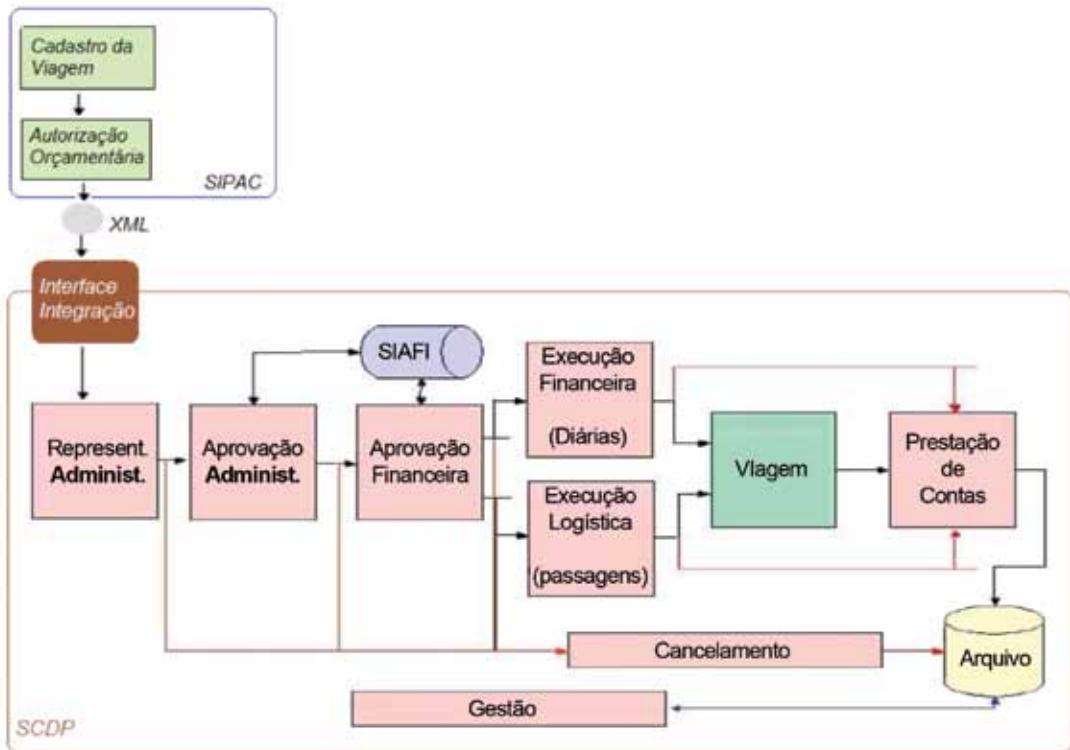 Cadastro da
Viagem
Autorização
Orçamentária
SIPAC
XML
Interface
Integração
SIAFI
Represent.
Administ.
Aprovação
Administ.
Aprovação
Financeira
Execução
Financeira
(Diárias)
Execução
Logística
(passagens)
VIagem
Prestação
de
Contas
Cancelamento
Arquivo
Gestão
SCDP